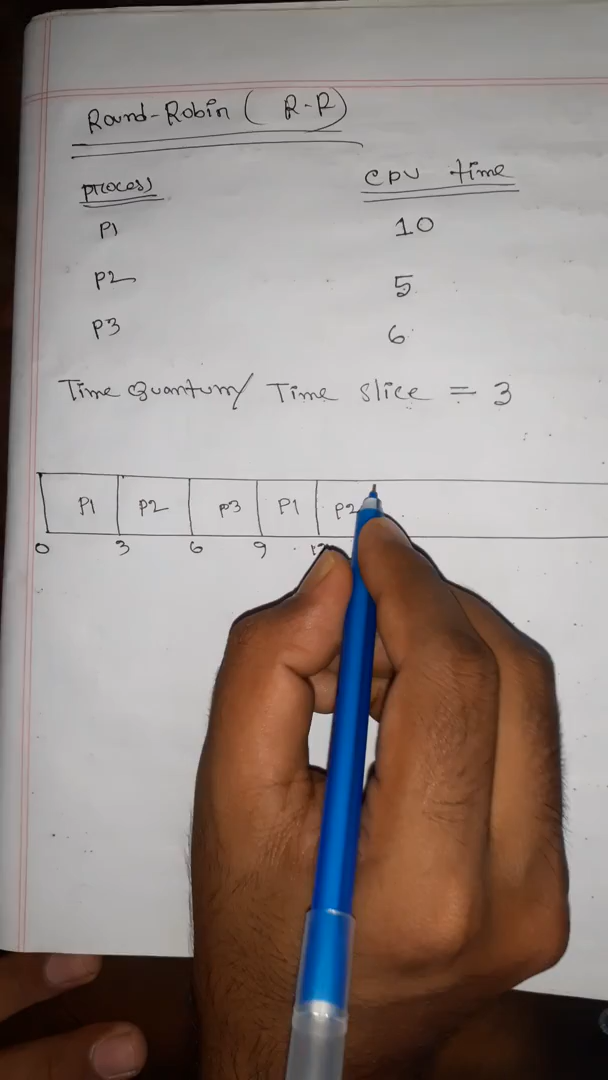 Round-Robin ( R-R)
process CPU time
P1 10
P2 5
P3 6
Time Quantum/ Time slice = 3
P1 P2 P3 P1 P2
0 3 6 9